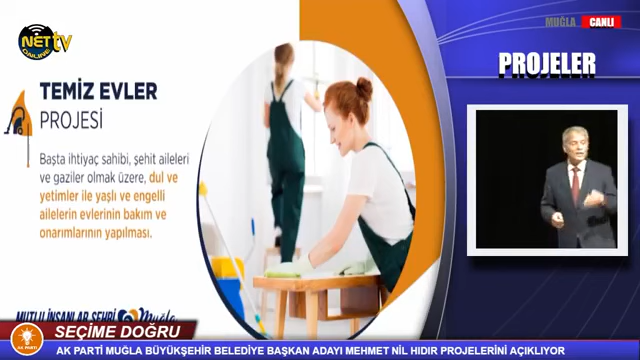 NET tv
ONLINE
MUĞLA CANLI
PROJELER
TEMİZ EVLER
PROJESİ
Başta ihtiyaç sahibi, şehit aileleri
ve gaziler olmak üzere, dul ve
yetimler ile yaşlı ve engelli
ailelerin evlerinin bakım ve
onarımlarının yapılması.
MUTLU İNSANLAR ŞEHRİ Muğla
AK PARTİ
SEÇİME DOĞRU
AK PARTİ MUĞLA BÜYÜKŞEHİR BELEDİYE BAŞKAN ADAYI MEHMET NİL HIDIR PROJELERİNİ AÇIKLIYOR